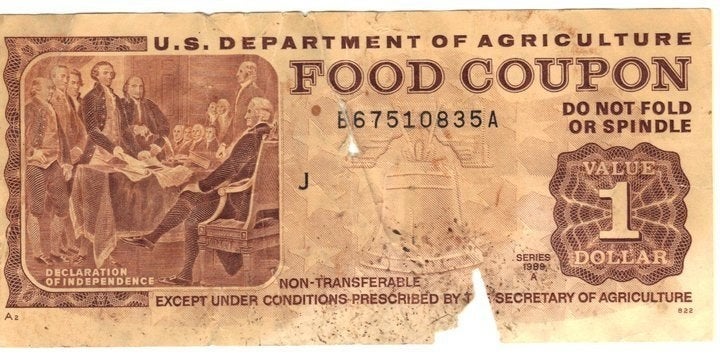 U.S. DEPARTMENT OF AGRICULTURE
FOOD COUPON
B67510835A
DO NOT FOLD
OR SPINDLE
J
VALUE
1
DOLLAR
SERIES
1989
A
DECLARATION
OF INDEPENDENCE
NON-TRANSFERABLE
EXCEPT UNDER CONDITIONS PRESCRIBED BY SECRETARY OF AGRICULTURE
A2
822